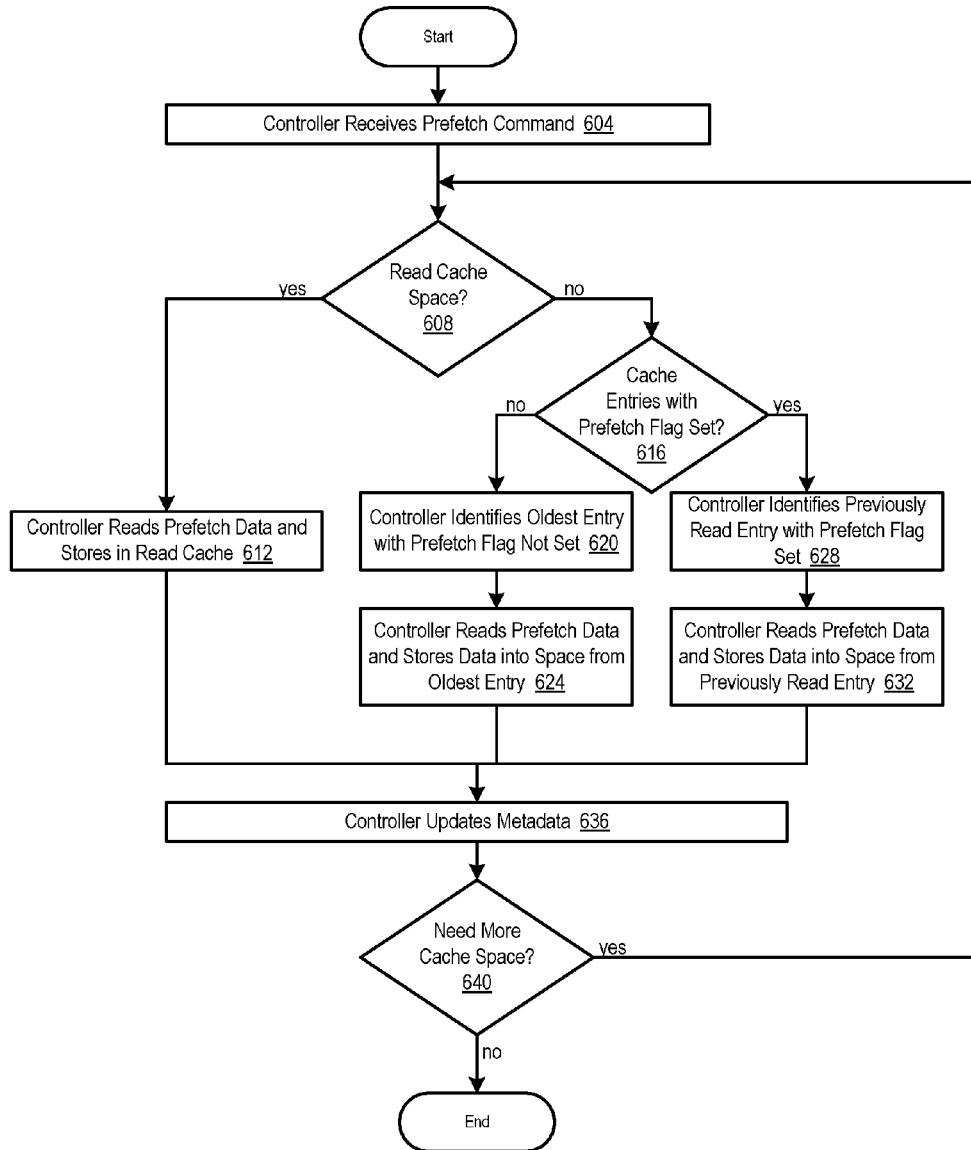 Start
Controller Receives Prefetch Command 604
Read Cache
Space?
608
yes
no
Cache
Entries with
Prefetch Flag Set?
616
no
yes
Controller Reads Prefetch Data and
Stores in Read Cache 612
Controller Identifies Oldest Entry
with Prefetch Flag Not Set 620
Controller Identifies Previously
Read Entry with Prefetch Flag
Set 628
Controller Reads Prefetch Data
and Stores Data into Space from
Oldest Entry 624
Controller Reads Prefetch Data
and Stores Data into Space from
Previously Read Entry 632
Controller Updates Metadata 636
Need More
Cache Space?
640
yes
no
End